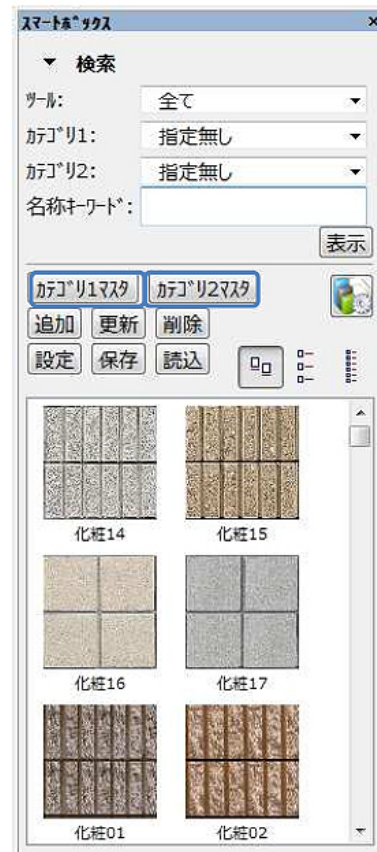 ｽﾏｰﾄﾎﾞｯｸｽ ×
▼ 検索
ﾂｰﾙ: 全て
ｶﾃｺﾞﾘ1: 指定無し
ｶﾃｺﾞﾘ2: 指定無し
名称ｷｰﾜｰﾄﾞ:
表示
ｶﾃｺﾞﾘ1ﾏｽﾀ ｶﾃｺﾞﾘ2ﾏｽﾀ
追加 更新 削除
設定 保存 読込
化粧14 化粧15
化粧16 化粧17
化粧01 化粧02